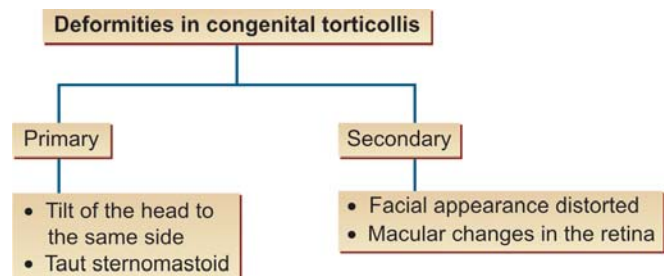 Deformities in congenital torticollis
Primary
Secondary
• Tilt of the head to
the same side
• Taut sternomastoid
• Facial appearance distorted
• Macular changes in the retina